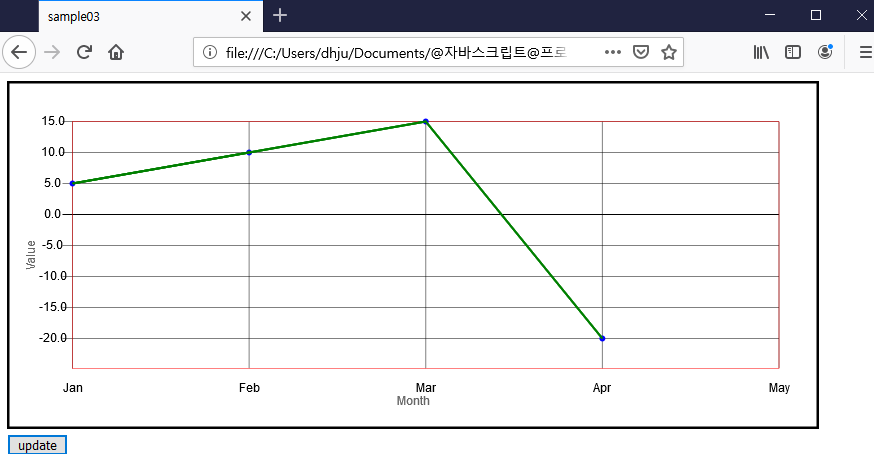 sample03
file:///C:/Users/dhju/Documents/@자바스크립트@프로
15.0
10.0
5.0
0.0
-5.0
Value
-10.0
-15.0
-20.0
Jan Feb Mar Apr May
Month
update